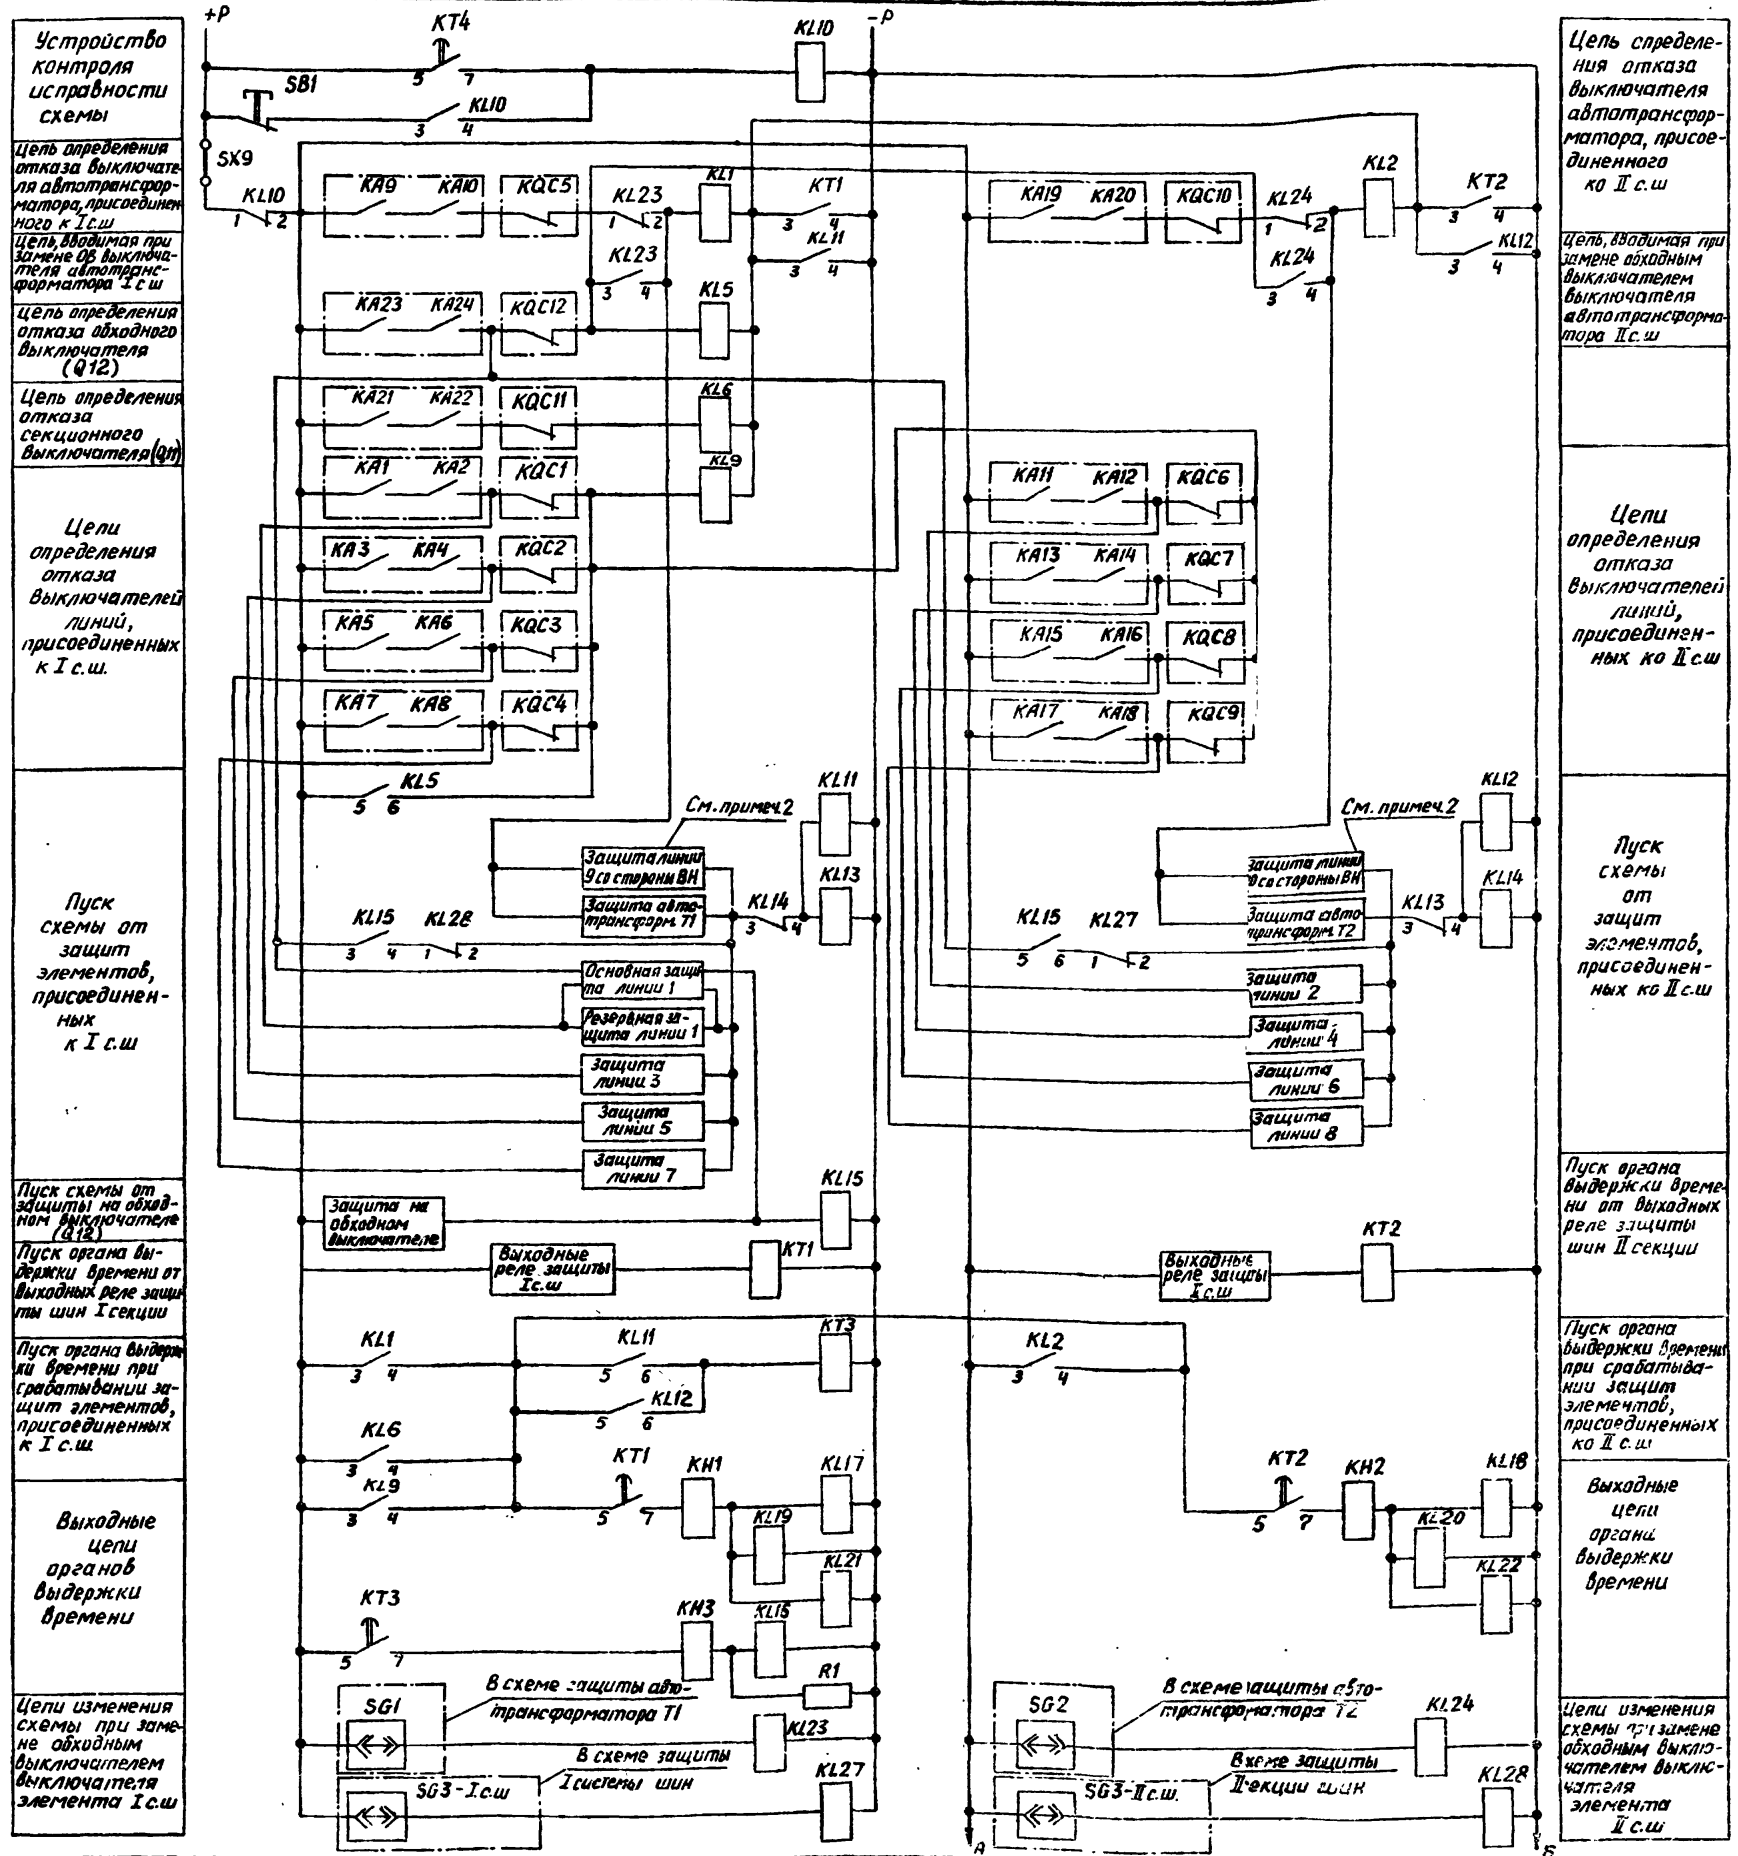 +Р
-Р
Устройство
контроля
исправности
схемы
Цепь определения
отказа выключате-
ля автотрансфор-
матора, присоединен
ного к I с.ш
Цепь, вводимая при
замене ОВ выключа-
теля автотранс-
форматора I с ш
Цепь определения
отказа обходного
выключателя
(Q12)
Цепь определения
отказа
секционного
выключателя (Q11)
Цепи
определения
отказа
выключателей
линий,
присоединенных
к I с.ш.
Пуск
схемы от
защит
элементов,
присоединен-
ных
к I с.ш
Пуск схемы от
защиты на обход-
ном выключателе
(Q12)
Пуск органа вы-
держки времени от
выходных реле защи
ты шин I секции
Пуск органа выдерж
ки времени при
срабатывании за-
щит элементов,
присоединенных
к I с.ш.
Выходные
цепи
органов
выдержки
времени
Цепи изменения
схемы при заме-
не обходным
выключателем
выключателя
элемента I с.ш
KT4
5 7
KL10
SB1
KL10
3 4
SX9
KL10
1 2
KA9 KA10 KQC5 KL23
1 2
KL1
KT1
3 4
KL11
3 4
KL23
3 4
KA23 KA24 KQC12 KL5
KA21 KA22 KQC11 KL6
KA1 KA2 KQC1 KL9
KA3 KA4 KQC2
KA5 KA6 KQC3
KA7 KA8 KQC4
KL5
5 6
См. примеч. 2
KL11
Защита линии
9 со стороны ВН
KL13
Защита авто-
трансформ. Т1
KL14
3 4
KL15 KL28
3 4 1 2
Основная защи
та линии 1
Резервная за-
щита линии 1
Защита
линии 3
Защита
линии 5
Защита
линии 7
KL15
Защита на
обходном
выключателе
Выходные
реле защиты
I с.ш
KT1
KL1
3 4
KL11
5 6
KT3
KL12
5 6
KL6
3 4
KL9
3 4
KT1
5 7
KH1
KL17
KL19
KL21
KT3
5 7
KH3
KL16
R1
SG1
В схеме защиты авто-
трансформатора Т1
KL23
SG3-I с.ш
В схеме защиты
I системы шин
KL27
KA19 KA20 KQC10 KL24
1 2
KL2
KT2
3 4
KL12
3 4
KL24
3 4
KA11 KA12 KQC6
KA13 KA14 KQC7
KA15 KA16 KQC8
KA17 KA18 KQC9
См. примеч. 2
KL12
Защита линии
9 со стороны ВН
KL14
Защита авто-
трансформ. Т2
KL13
3 4
KL15 KL27
5 6 1 2
Защита
линии 2
Защита
линии 4
Защита
линии 6
Защита
линии 8
Выходные
реле защиты
I с.ш
KT2
KL2
3 4
KT2
5 7
KH2
KL18
KL20
KL22
SG2
В схеме защиты авто-
трансформатора Т2
KL24
SG3-II с.ш.
В хеме защиты
II екции шин
KL28
А
Б
Цепь определе-
ния отказа
выключателя
автотрансфор-
матора, присое-
диненного
ко II с.ш
Цепь, вводимая при
замене обходным
выключателем
выключателя
автотрансформа-
тора II с.ш
Цепи
определения
отказа
выключателей
линий,
присоединен-
ных ко II с.ш
Пуск
схемы
от
защит
элементов,
присоединен-
ных ко II с.ш
Пуск органа
выдержки време-
ни от выходных
реле защиты
шин II секции
Пуск органа
выдержки времени
при срабатыва-
нии защит
элементов,
присоединенных
ко II с.ш
Выходные
цепи
органа
выдержки
времени
Цепи изменения
схемы при замене
обходным выклю-
чателем выклю-
чателя
элемента
II с.ш